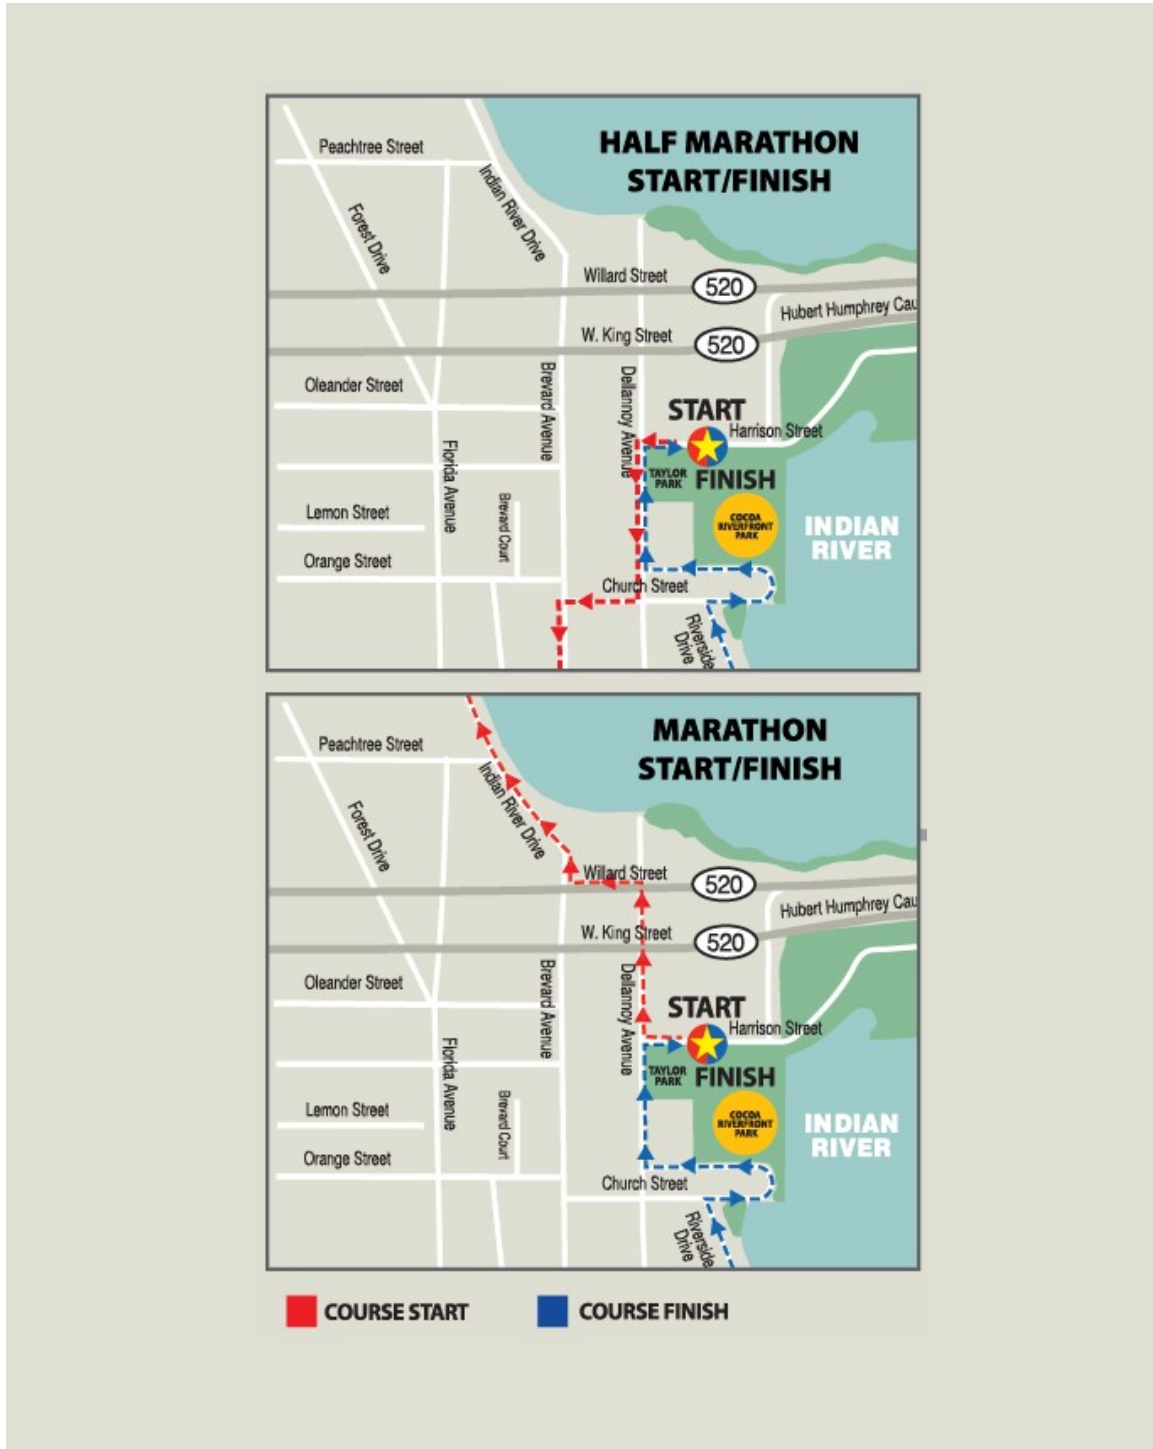 HALF MARATHON
START/FINISH
Peachtree Street
Indian River Drive
Forest Drive
Willard Street
520
Hubert Humphrey Cau
W. King Street
520
Oleander Street
Brevard Avenue
Dellannoy Avenue
START
Harrison Street
Florida Avenue
TAYLOR
PARK
FINISH
Lemon Street
Brevard Court
COCOA
RIVERFRONT
PARK
INDIAN
RIVER
Orange Street
Church Street
Riverside
Drive
MARATHON
START/FINISH
Peachtree Street
Indian River Drive
Forest Drive
Willard Street
520
Hubert Humphrey Cau
W. King Street
520
Oleander Street
Brevard Avenue
Dellannoy Avenue
START
Harrison Street
Florida Avenue
TAYLOR
PARK
FINISH
Lemon Street
Brevard Court
COCOA
RIVERFRONT
PARK
INDIAN
RIVER
Orange Street
Church Street
Riverside
Drive
COURSE START
COURSE FINISH